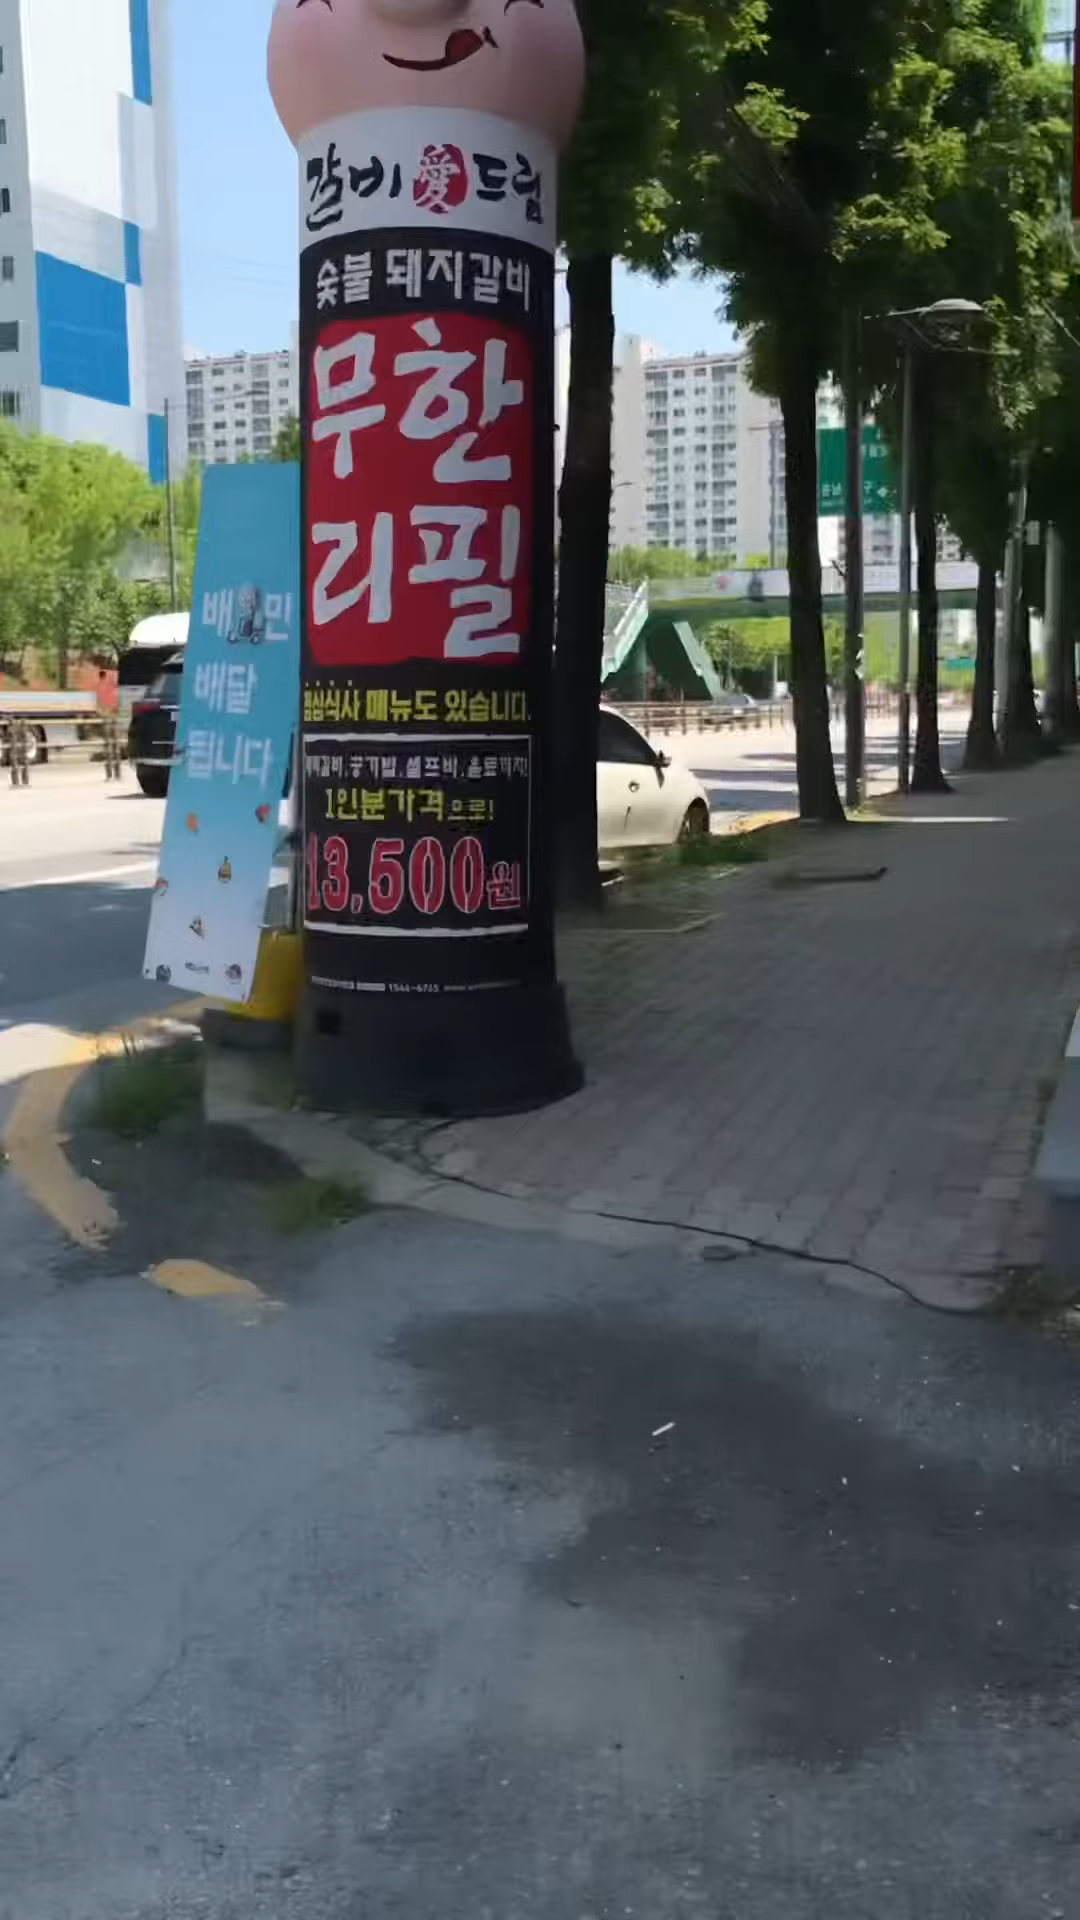 갈비愛드림
숯불 돼지갈비
무한
리필
점심식사 메뉴도 있습니다.
1인분가격으로!
13,500원
배민
배달
됩니다